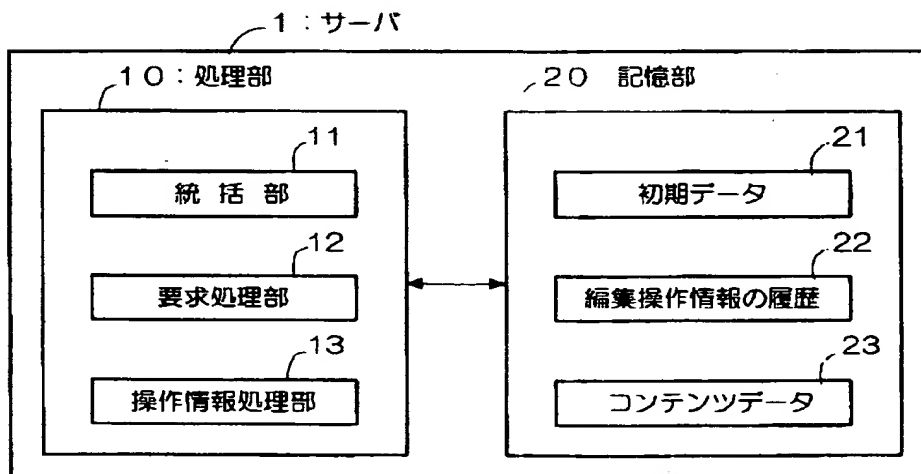 1：サーバ
10：処理部
11
統括部
12
要求処理部
13
操作情報処理部
20 記憶部
21
初期データ
22
編集操作情報の履歴
23
コンテンツデータ